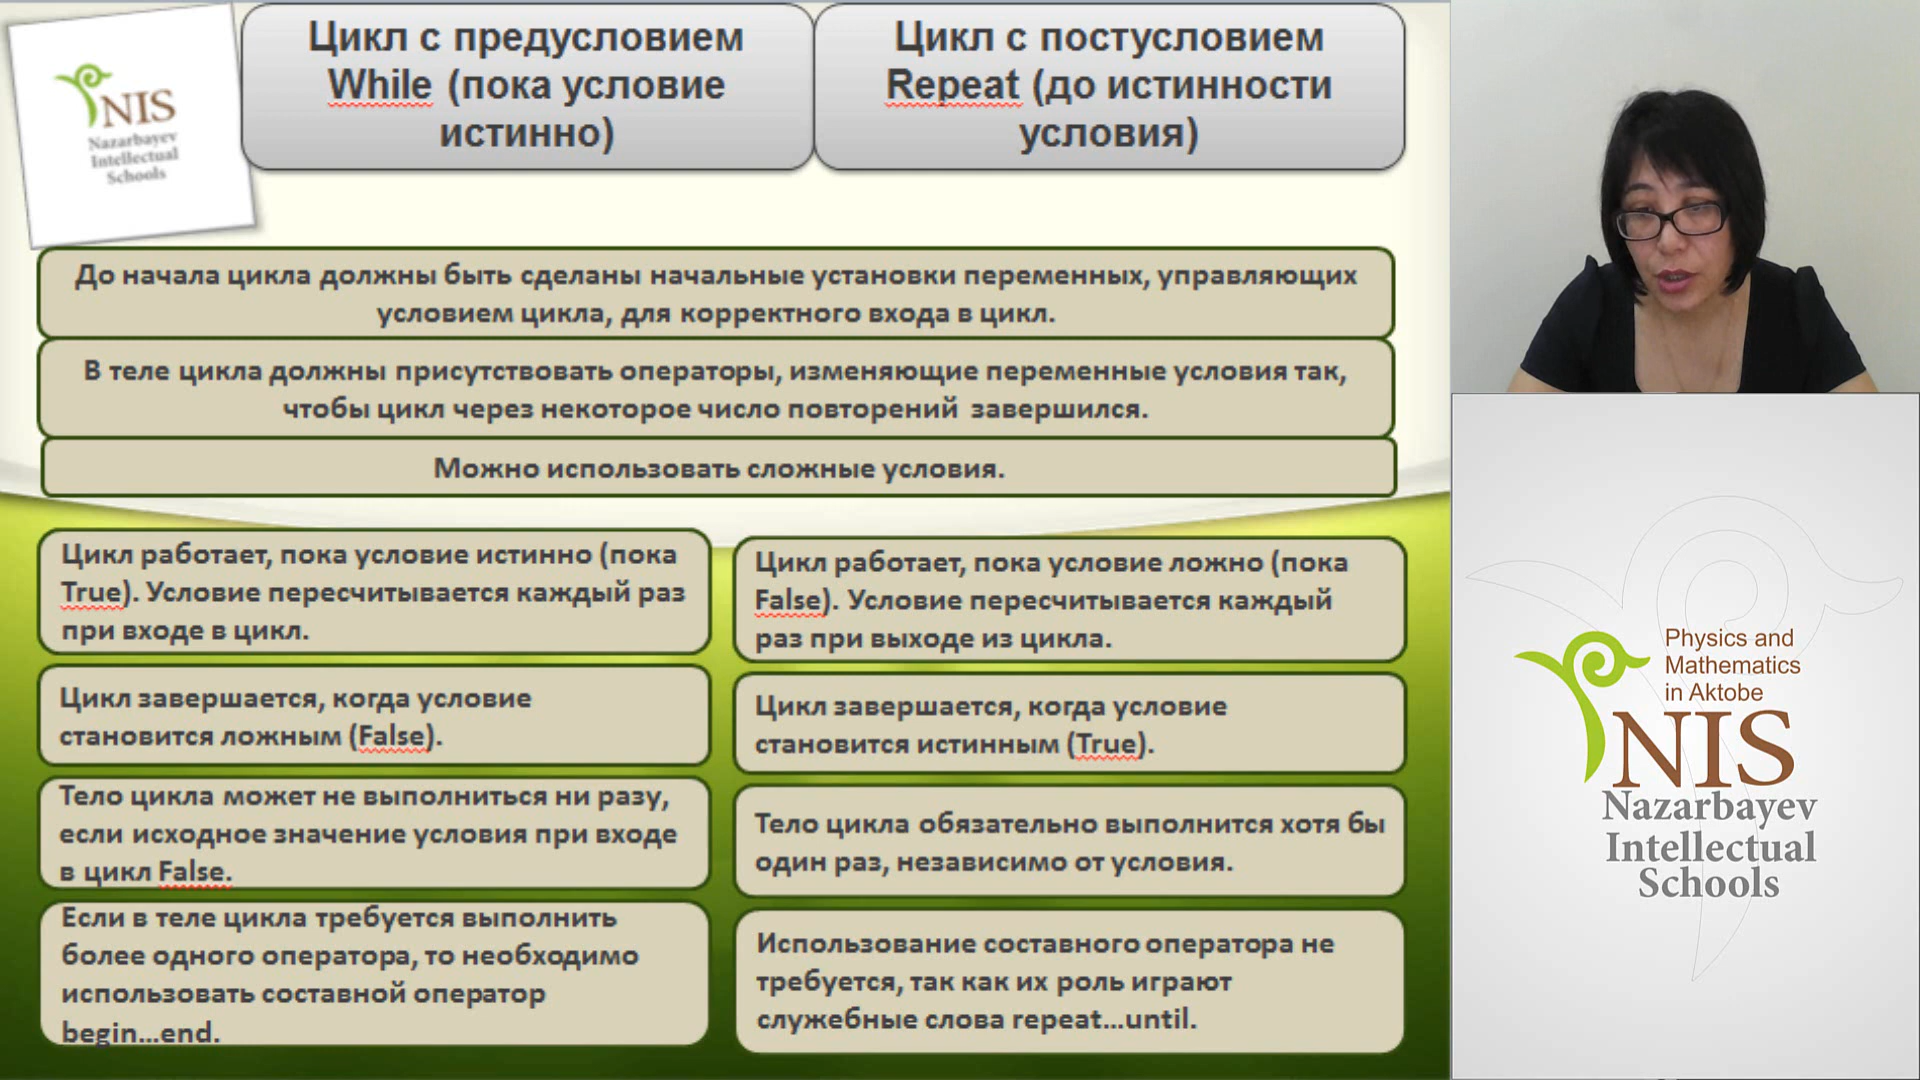 NIS
Nazarbayev
Intellectual
Schools
Цикл с предусловием
While (пока условие
истинно)
Цикл с постусловием
Repeat (до истинности
условия)
До начала цикла должны быть сделаны начальные установки переменных, управляющих
условием цикла, для корректного входа в цикл.
В теле цикла должны присутствовать операторы, изменяющие переменные условия так,
чтобы цикл через некоторое число повторений завершился.
Можно использовать сложные условия.
Цикл работает, пока условие истинно (пока
True). Условие пересчитывается каждый раз
при входе в цикл.
Цикл завершается, когда условие
становится ложным (False).
Тело цикла может не выполниться ни разу,
если исходное значение условия при входе
в цикл False.
Если в теле цикла требуется выполнить
более одного оператора, то необходимо
использовать составной оператор
begin...end.
Цикл работает, пока условие ложно (пока
False). Условие пересчитывается каждый
раз при выходе из цикла.
Цикл завершается, когда условие
становится истинным (True).
Тело цикла обязательно выполнится хотя бы
один раз, независимо от условия.
Использование составного оператора не
требуется, так как их роль играют
служебные слова repeat...until.
Physics and
Mathematics
in Aktobe
NIS
Nazarbayev
Intellectual
Schools